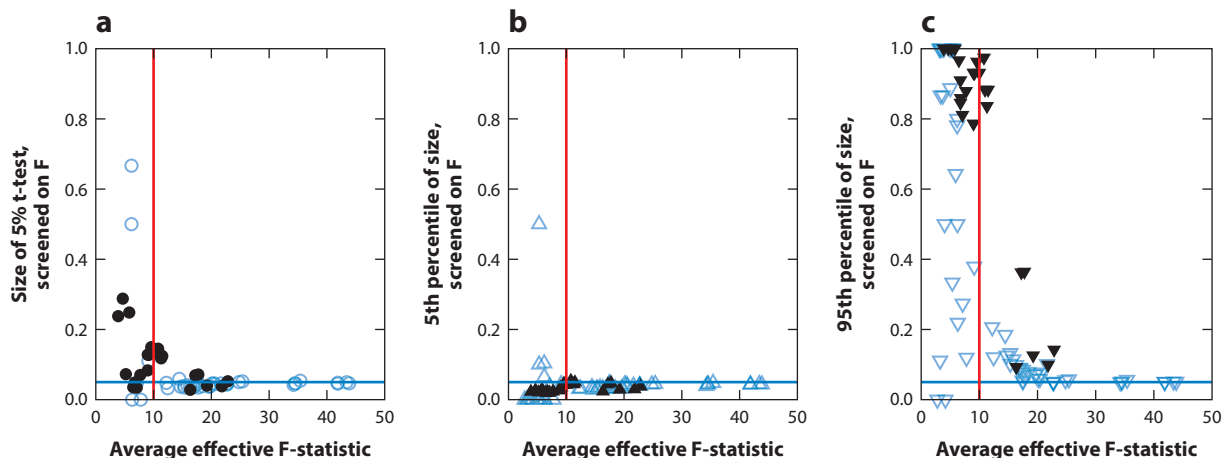 a
b
c
Size of 5% t-test,
screened on F
1.0
0.8
0.6
0.4
0.2
0.0
0 10 20 30 40 50
Average effective F-statistic
5th percentile of size,
screened on F
1.0
0.8
0.6
0.4
0.2
0.0
0 10 20 30 40 50
Average effective F-statistic
95th percentile of size,
screened on F
1.0
0.8
0.6
0.4
0.2
0.0
0 10 20 30 40 50
Average effective F-statistic